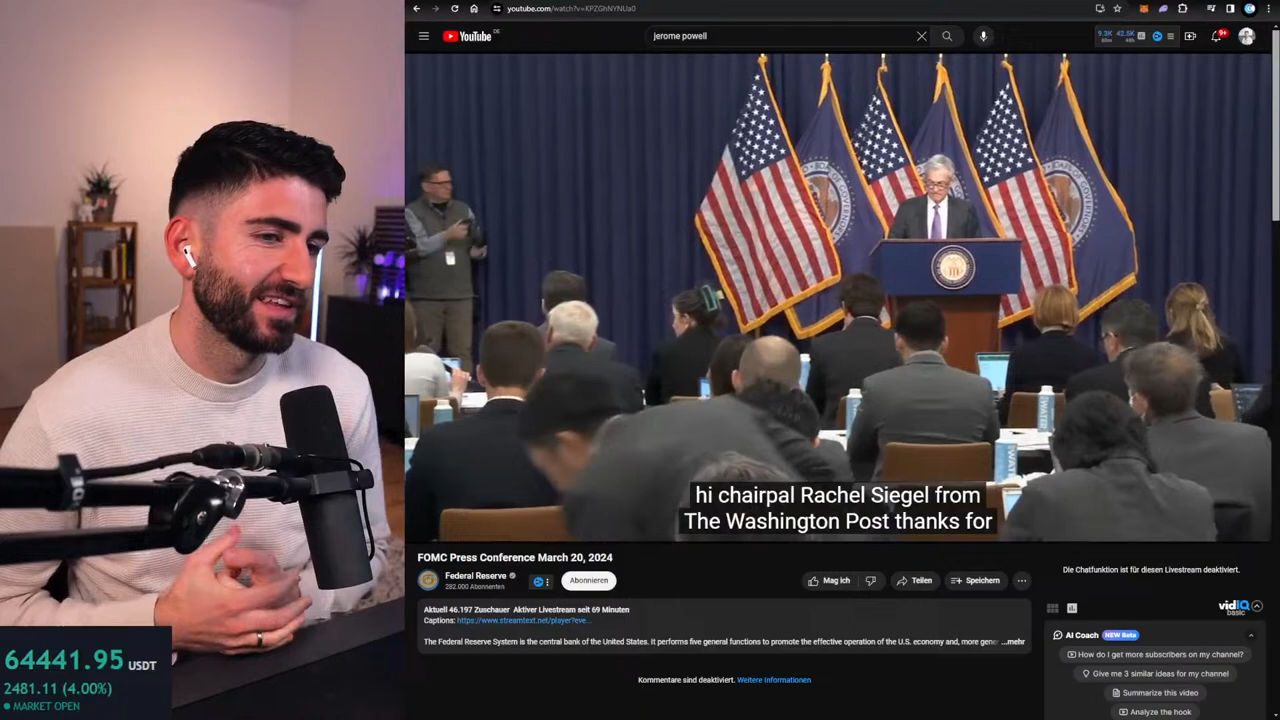 youtube.com/watch?v=KPZGhNYNUa0
YouTube DE
jerome powell
9+
hi chairpal Rachel Siegel from
The Washington Post thanks for
FOMC Press Conference March 20, 2024
Federal Reserve
282.000 Abonnenten
Abonnieren
Mag ich
Teilen
Speichern
Aktuell 46.197 Zuschauer Aktiver Livestream seit 69 Minuten
Captions: https://www.streamtext.net/player?eve...
The Federal Reserve System is the central bank of the United States. It performs five general functions to promote the effective operation of the U.S. economy and, more gene ...mehr
Kommentare sind deaktiviert. Weitere Informationen
Die Chatfunktion ist für diesen Livestream deaktiviert.
vidIQ
basic
AI Coach NEW Beta
How do I get more subscribers on my channel?
Give me 3 similar ideas for my channel
Summarize this video
Analyze the hook
64441.95 USDT
2481.11 (4.00%)
MARKET OPEN